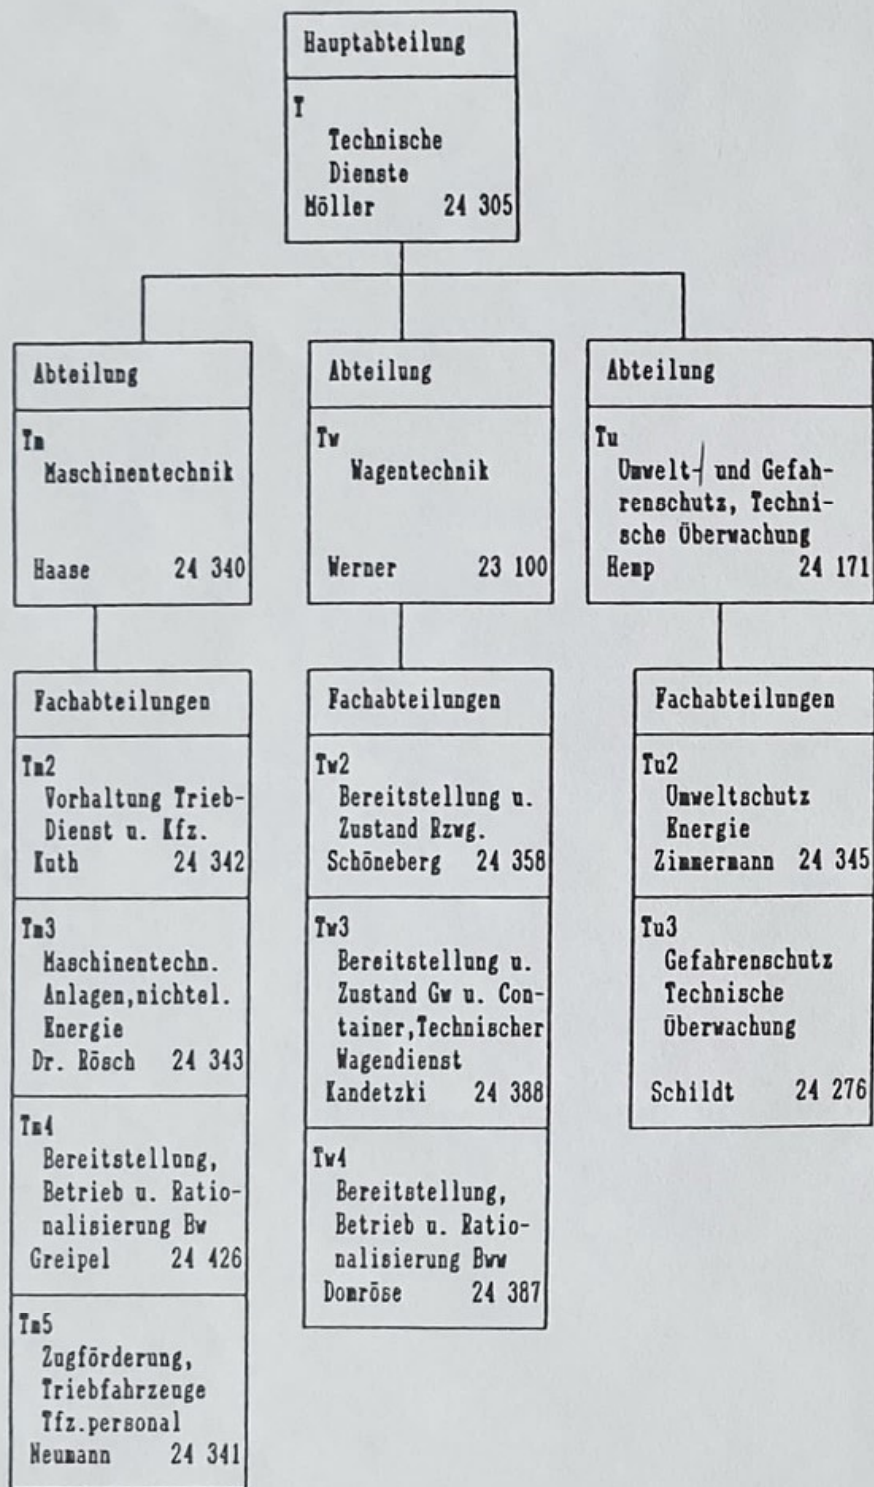 Hauptabteilung
T
Technische
Dienste
Möller 24 305
Abteilung
Tm
Maschinentechnik
Haase 24 340
Abteilung
Tw
Wagentechnik
Werner 23 100
Abteilung
Tu
Umwelt- und Gefah-
renschutz, Techni-
sche Überwachung
Hemp 24 171
Fachabteilungen
Tm2
Vorhaltung Trieb-
Dienst u. Kfz.
Kuth 24 342
Tm3
Maschinentechn.
Anlagen,nichtel.
Energie
Dr. Rösch 24 343
Tm4
Bereitstellung,
Betrieb u. Ratio-
nalisierung Bw
Greipel 24 426
Tm5
Zugförderung,
Triebfahrzeuge
Tfz.personal
Neumann 24 341
Fachabteilungen
Tw2
Bereitstellung u.
Zustand Rzwg.
Schöneberg 24 358
Tw3
Bereitstellung u.
Zustand Gw u. Con-
tainer,Technischer
Wagendienst
Kandetzki 24 388
Tw4
Bereitstellung,
Betrieb u. Ratio-
nalisierung Bww
Domröse 24 387
Fachabteilungen
Tu2
Umweltschutz
Energie
Zimmermann 24 345
Tu3
Gefahrenschutz
Technische
Überwachung
Schildt 24 276